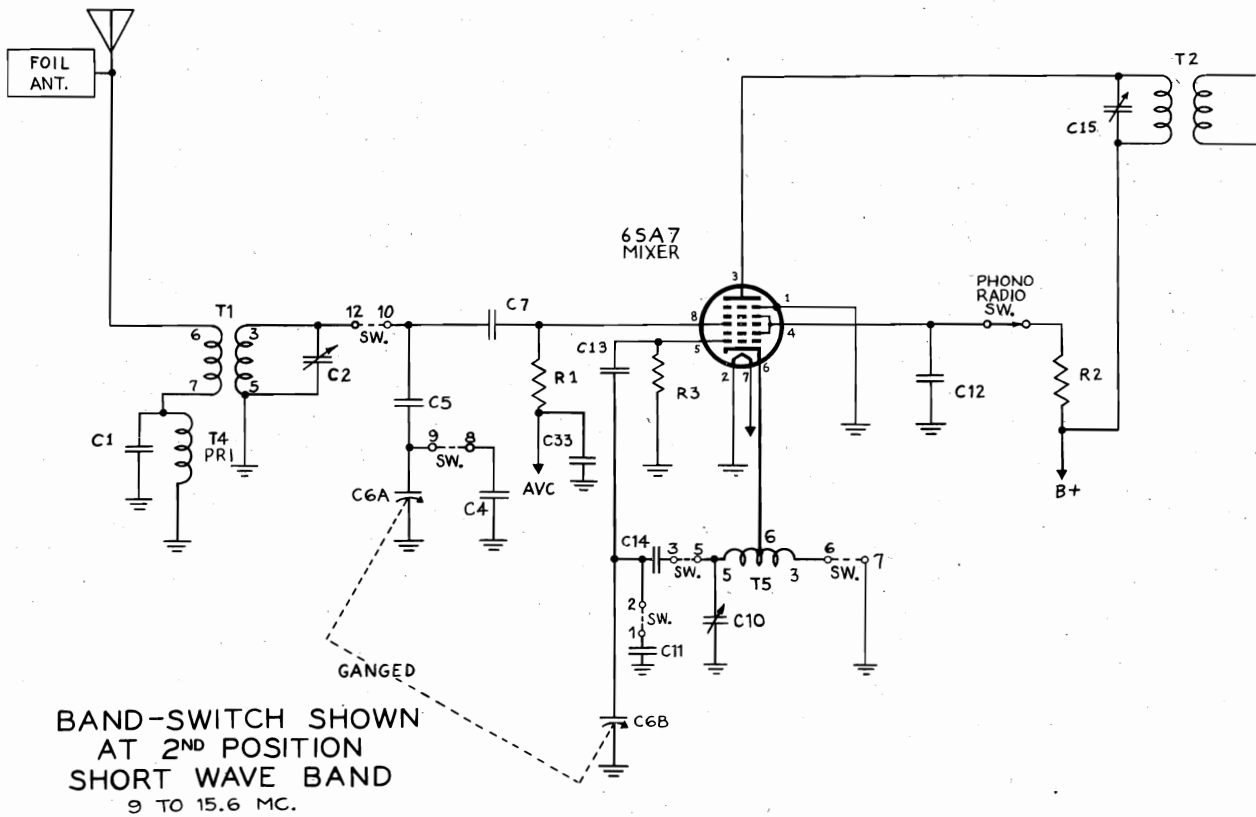 FOIL
ANT.
T2
C15
6SA7
MIXER
3
1
8
4
5
2
7
6
PHONO
RADIO
SW.
T1
6
3
7
5
12
10
SW.
C2
C7
C13
R1
R3
C12
R2
B+
C1
T4
PRI
C5
9
8
SW.
C33
AVC
C6A
C4
C14
3
5
SW.
6
5
T5
3
6
7
SW.
2
SW.
1
C11
C10
GANGED
C6B
BAND-SWITCH SHOWN
AT 2ND POSITION
SHORT WAVE BAND
9 TO 15.6 MC.